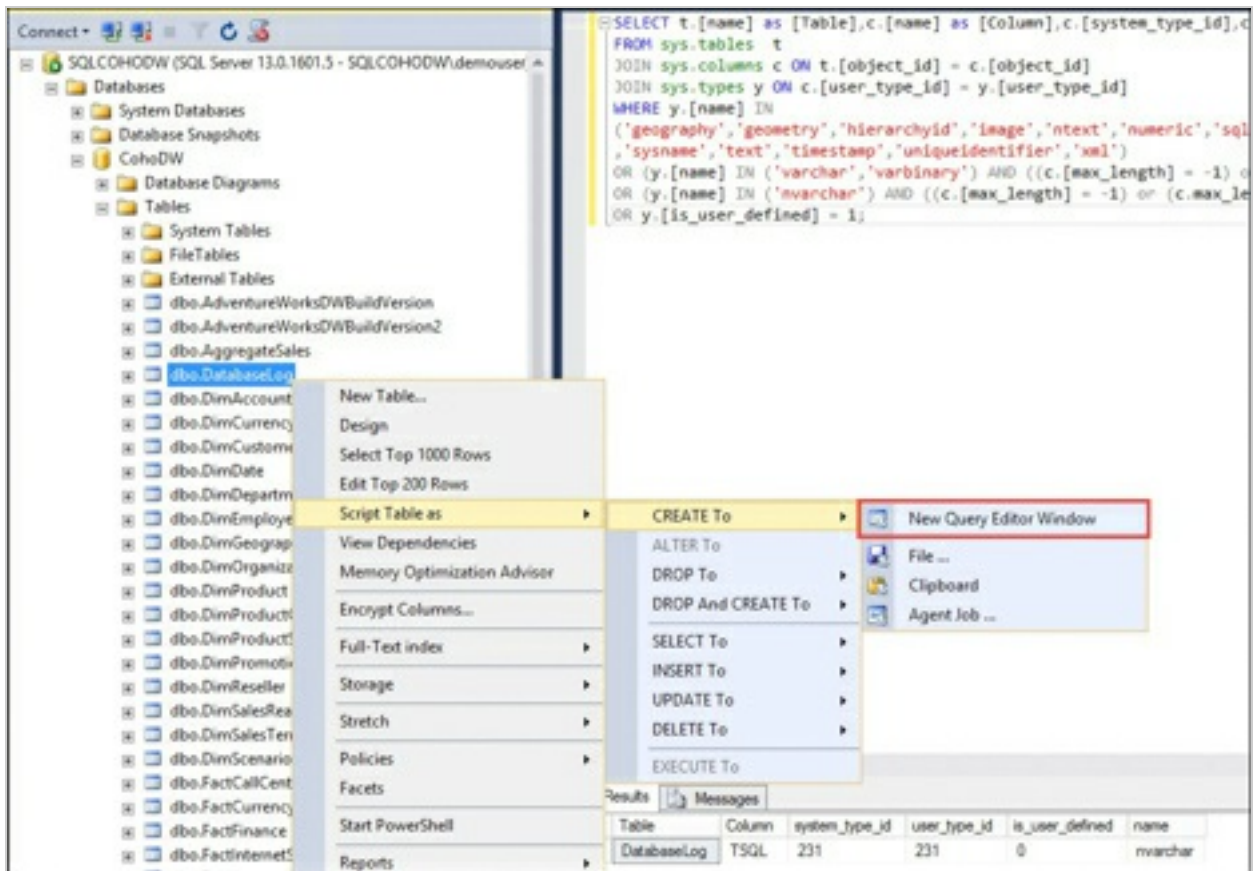 Connect
SQLCOHODW (SQL Server 13.0.1601.5 - SQLCOHODW\demouser
Databases
System Databases
Database Snapshots
CohoDW
Database Diagrams
Tables
System Tables
FileTables
External Tables
dbo.AdventureWorksDWBuildVersion
dbo.AdventureWorksDWBuildVersion2
dbo.AggregateSales
dbo.DatabaseLog
dbo.DimAccount
dbo.DimCurrency
dbo.DimCustome
dbo.DimDate
dbo.DimDepartm
dbo.DimEmploye
dbo.DimGeograp
dbo.DimOrganiza
dbo.DimProduct
dbo.DimProductC
dbo.DimProductS
dbo.DimPromoti
dbo.DimReseller
dbo.DimSalesRea
dbo.DimSalesTerr
dbo.DimScenario
dbo.FactCallCent
dbo.FactCurrency
dbo.FactFinance
dbo.FactInternetS
New Table...
Design
Select Top 1000 Rows
Edit Top 200 Rows
Script Table as
View Dependencies
Memory Optimization Advisor
Encrypt Columns...
Full-Text index
Storage
Stretch
Policies
Facets
Start PowerShell
Reports
CREATE To
ALTER To
DROP To
DROP And CREATE To
SELECT To
INSERT To
UPDATE To
DELETE To
EXECUTE To
New Query Editor Window
File ...
Clipboard
Agent Job ...
SELECT t.[name] as [Table],c.[name] as [Column],c.[system_type_id],c
FROM sys.tables t
JOIN sys.columns c ON t.[object_id] = c.[object_id]
JOIN sys.types y ON c.[user_type_id] = y.[user_type_id]
WHERE y.[name] IN
('geography','geometry','hierarchyid','image','ntext','numeric','sql
,'sysname','text','timestamp','uniqueidentifier','xml')
OR (y.[name] IN ('varchar','varbinary') AND ((c.[max_length] = -1) o
OR (y.[name] IN ('nvarchar') AND ((c.[max_length] = -1) or (c.max_le
OR y.[is_user_defined] = 1;
Results Messages
Table Column system_type_id user_type_id is_user_defined name
DatabaseLog TSQL 231 231 0 nvarchar